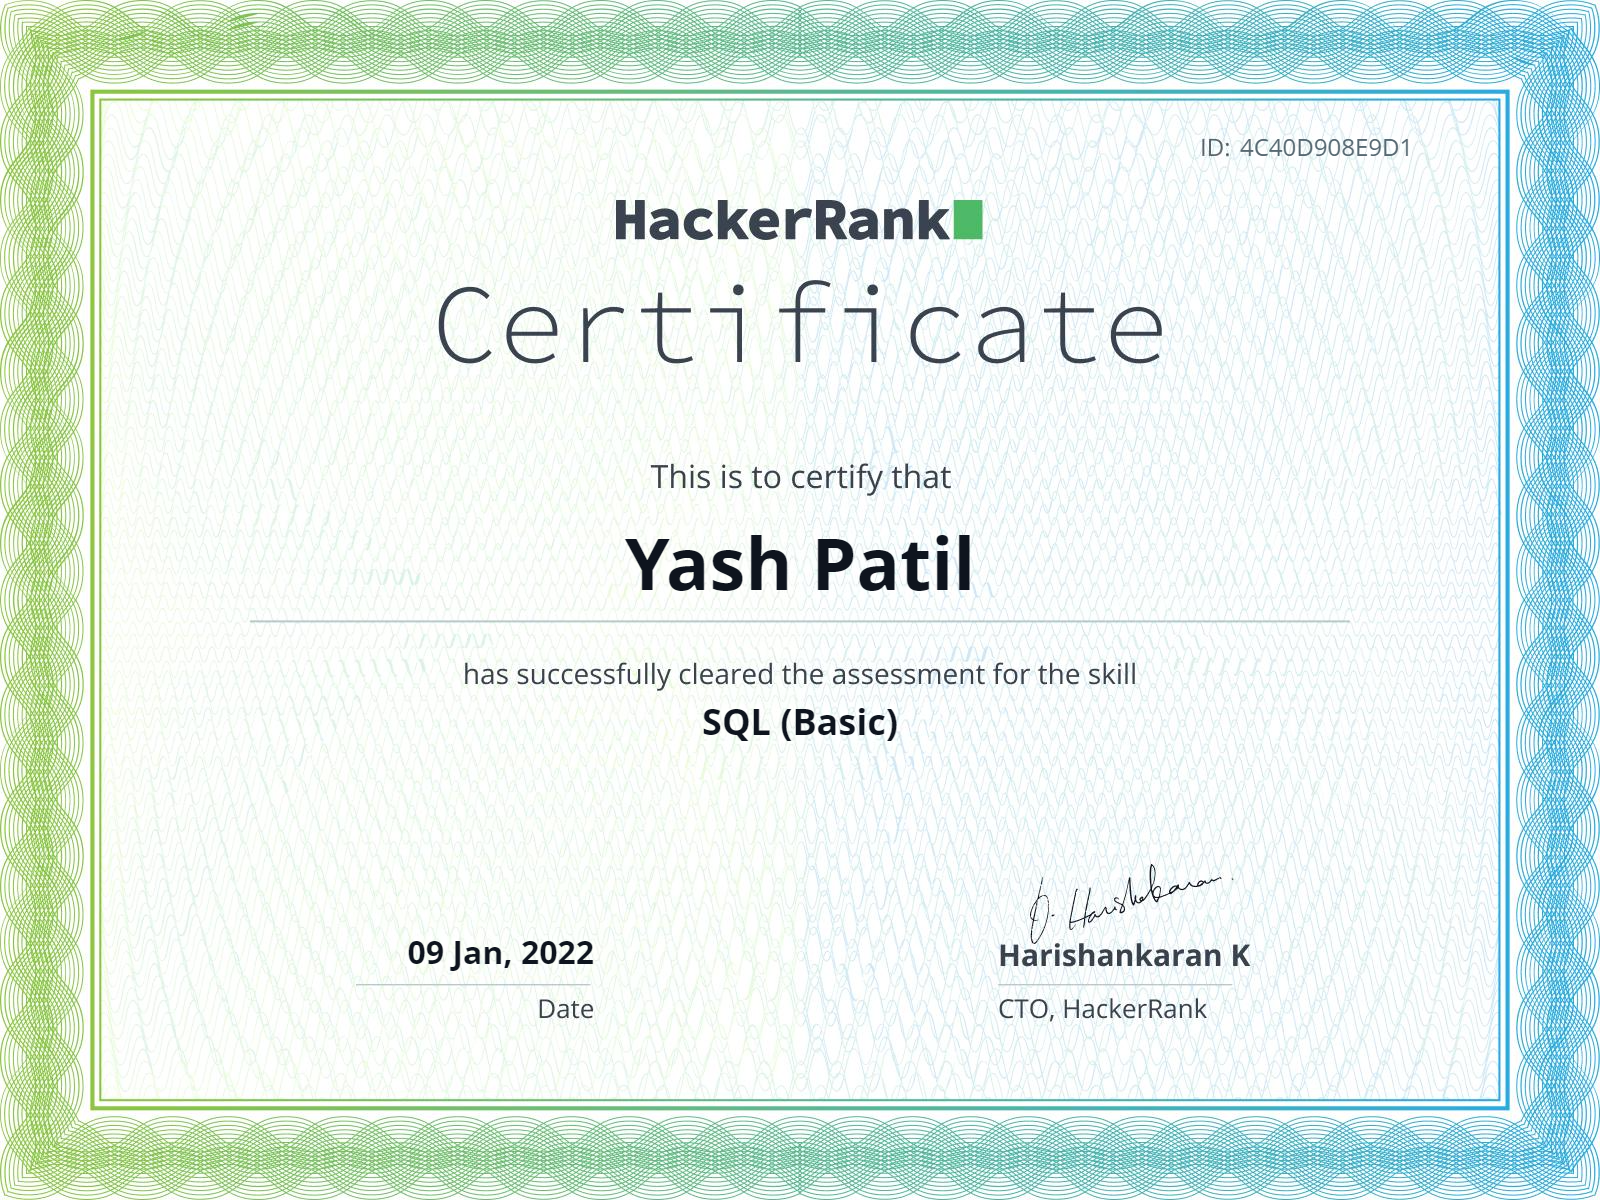 ID: 4C40D908E9D1
HackerRank
Certificate
This is to certify that
Yash Patil
has successfully cleared the assessment for the skill
SQL (Basic)
09 Jan, 2022
Date
J. Harishankaran
Harishankaran K
CTO, HackerRank